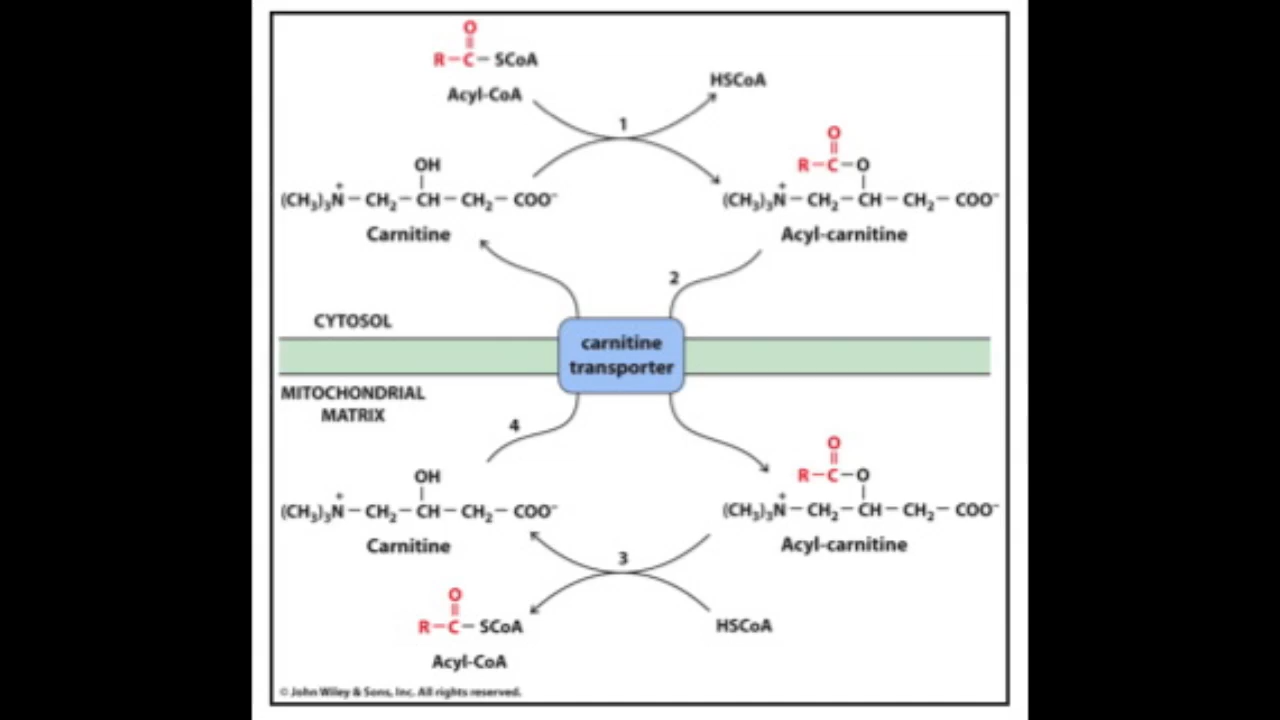 O
R–C–SCoA
Acyl-CoA
HSCoA
1
O
R–C–O
OH
(CH₃)₃N⁺–CH₂–CH–CH₂–COO⁻
(CH₃)₃N⁺–CH₂–CH–CH₂–COO⁻
Carnitine
Acyl-carnitine
2
CYTOSOL
carnitine
transporter
MITOCHONDRIAL
MATRIX
4
O
R–C–O
OH
(CH₃)₃N⁺–CH₂–CH–CH₂–COO⁻
(CH₃)₃N⁺–CH₂–CH–CH₂–COO⁻
Carnitine
Acyl-carnitine
3
O
R–C–SCoA
HSCoA
Acyl-CoA
© John Wiley & Sons, Inc. All rights reserved.